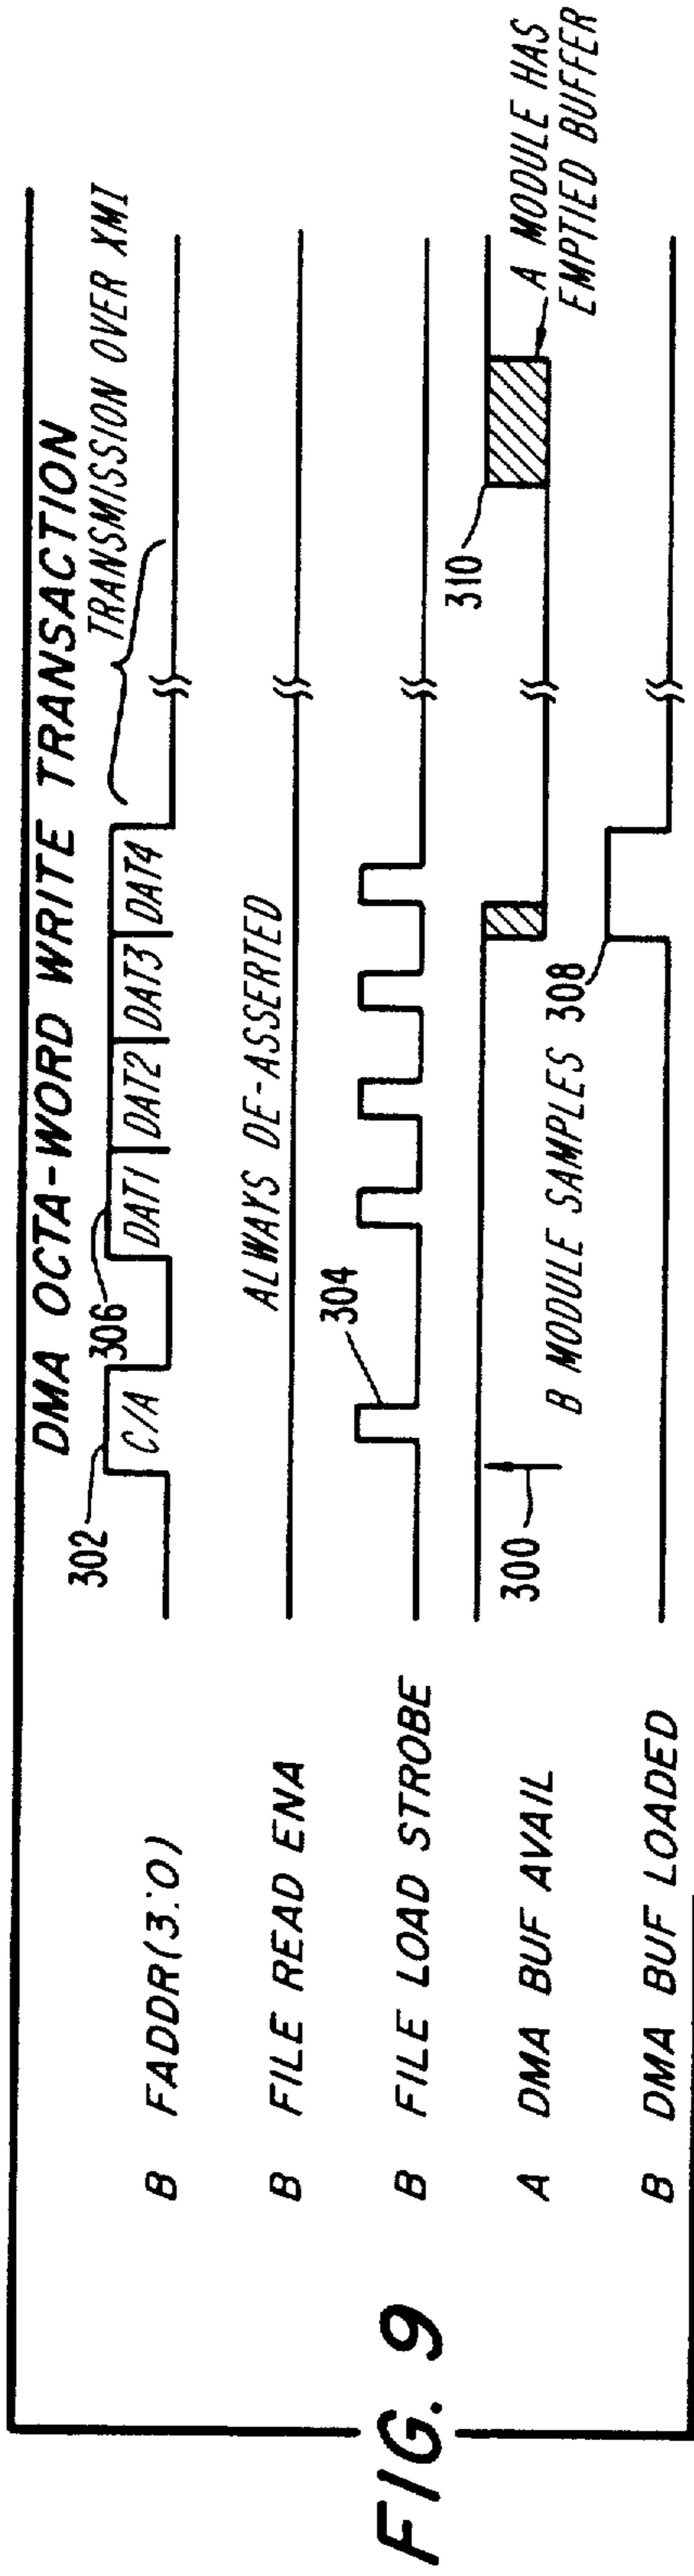 DMA OCTA-WORD WRITE TRANSACTION
TRANSMISSION OVER XMI
302
306
B FADDR(3:0)
C/A
DAT1
DAT2
DAT3
DAT4
B FILE READ ENA
ALWAYS DE-ASSERTED
304
B FILE LOAD STROBE
310
A DMA BUF AVAIL
300
B MODULE SAMPLES
A MODULE HAS
EMPTIED BUFFER
308
B DMA BUF LOADED
FIG. 9